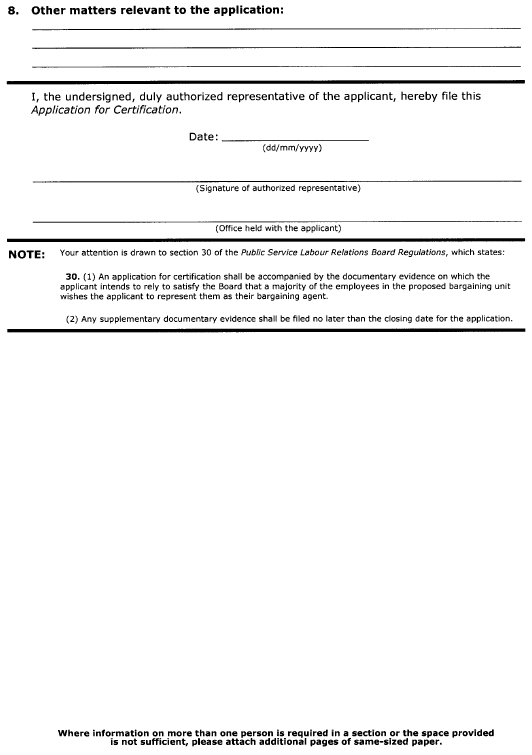 8. Other matters relevant to the application:
I, the undersigned, duly authorized representative of the applicant, hereby file this
Application for Certification.
Date:
(dd/mm/yyyy)
(Signature of authorized representative)
(Office held with the applicant)
NOTE: Your attention is drawn to section 30 of the Public Service Labour Relations Board Regulations, which states:
30. (1) An application for certification shall be accompanied by the documentary evidence on which the
applicant intends to rely to satisfy the Board that a majority of the employees in the proposed bargaining unit
wishes the applicant to represent them as their bargaining agent.
(2) Any supplementary documentary evidence shall be filed no later than the closing date for the application.
Where information on more than one person is required in a section or the space provided
is not sufficient, please attach additional pages of same-sized paper.